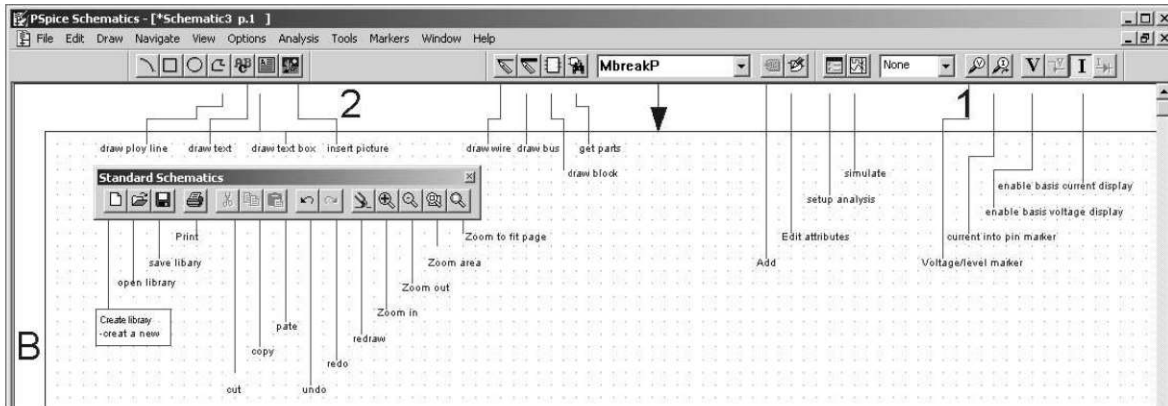 PSpice Schematics - [*Schematic3 p.1 ]
File Edit Draw Navigate View Options Analysis Tools Markers Window Help
MbreakP
None
V
I
2
1
draw ploy line
draw text
draw text box
insert picture
draw wire
draw bus
get parts
draw block
simulate
setup analysis
enable basis current display
enable basis voltage display
Edit attributes
current into pin marker
Add
Voltage/level marker
Standard Schematics
Print
save libary
open library
Create library
-creat a new
Zoom to fit page
Zoom area
Zoom out
Zoom in
pate
redraw
copy
redo
cut
undo
B